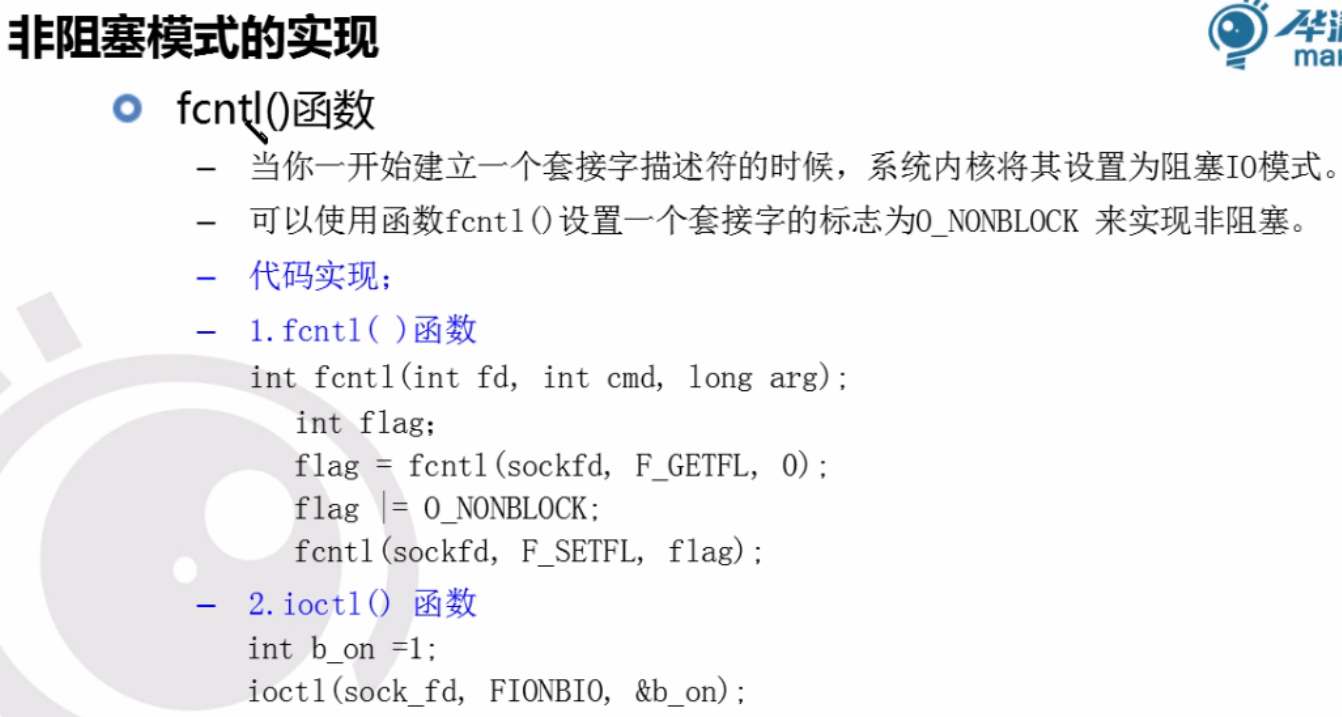 非阻塞模式的实现
fcntl()函数
– 当你一开始建立一个套接字描述符的时候，系统内核将其设置为阻塞IO模式。
– 可以使用函数fcntl()设置一个套接字的标志为O_NONBLOCK 来实现非阻塞。
– 代码实现；
– 1.fcntl( )函数
int fcntl(int fd, int cmd, long arg);
int flag;
flag = fcntl(sockfd, F_GETFL, 0);
flag |= O_NONBLOCK;
fcntl(sockfd, F_SETFL, flag);
– 2.ioctl() 函数
int b_on =1;
ioctl(sock_fd, FIONBIO, &b_on);